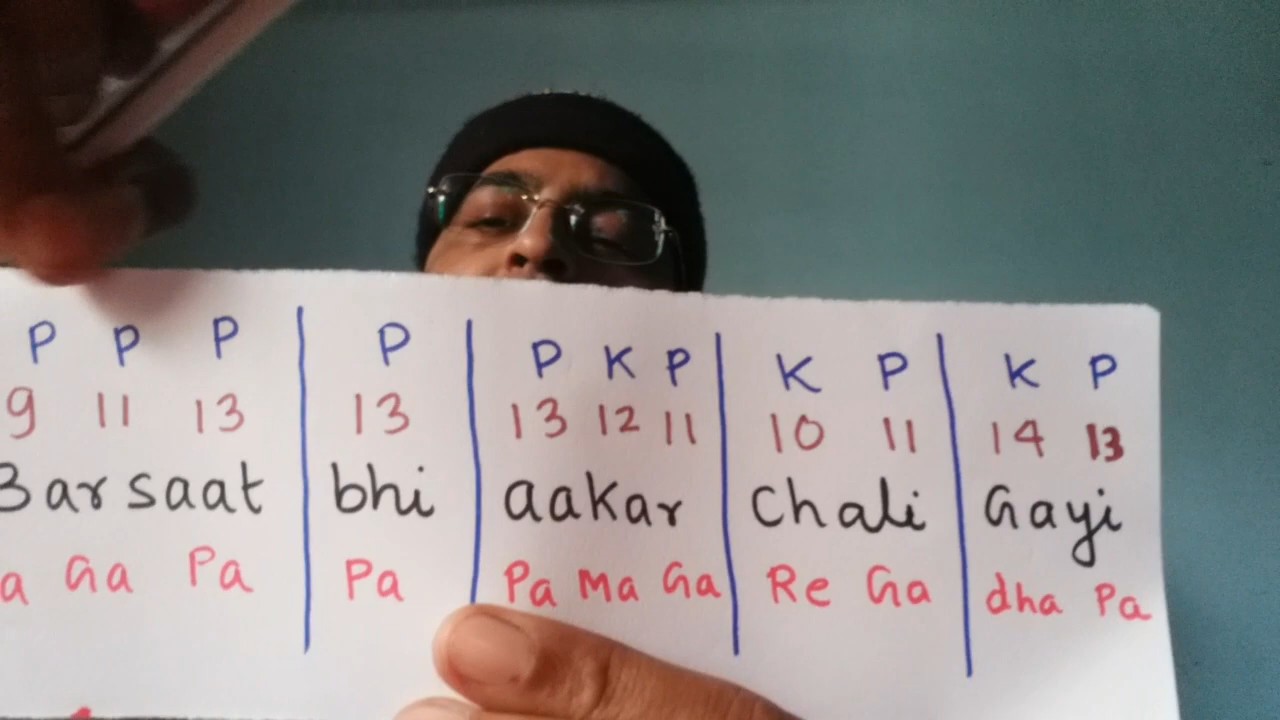 P P P | P | P K P | K P | K P
9 11 13 | 13 | 13 12 11 | 10 11 | 14 13
Barsaat | bhi | aakar | Chali | Gayi
a Ga Pa | Pa | Pa Ma Ga | Re Ga | dha Pa